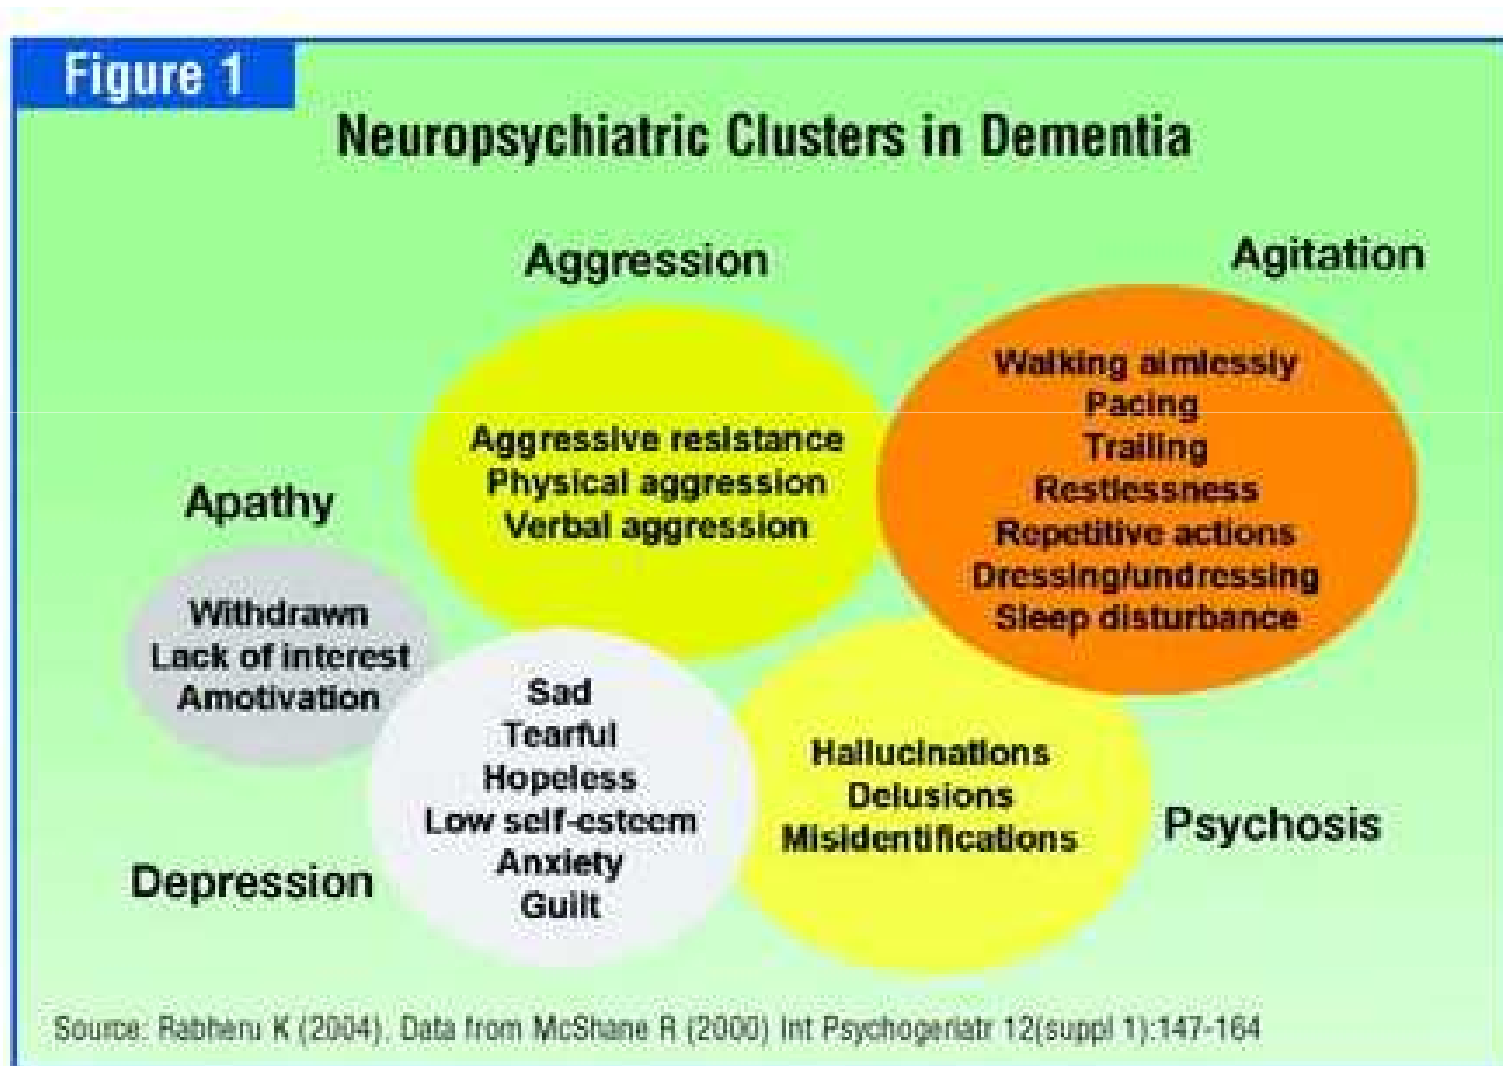 Figure 1
Neuropsychiatric Clusters in Dementia
Aggression
Aggressive resistance
Physical aggression
Verbal aggression
Agitation
Walking aimlessly
Pacing
Trailing
Restlessness
Repetitive actions
Dressing/undressing
Sleep disturbance
Apathy
Withdrawn
Lack of interest
Amotivation
Depression
Sad
Tearful
Hopeless
Low self-esteem
Anxiety
Guilt
Hallucinations
Delusions
Misidentifications
Psychosis
Source: Rabheru K (2004). Data from McShane R (2000) Int Psychogeriatr 12(suppl 1):147-164